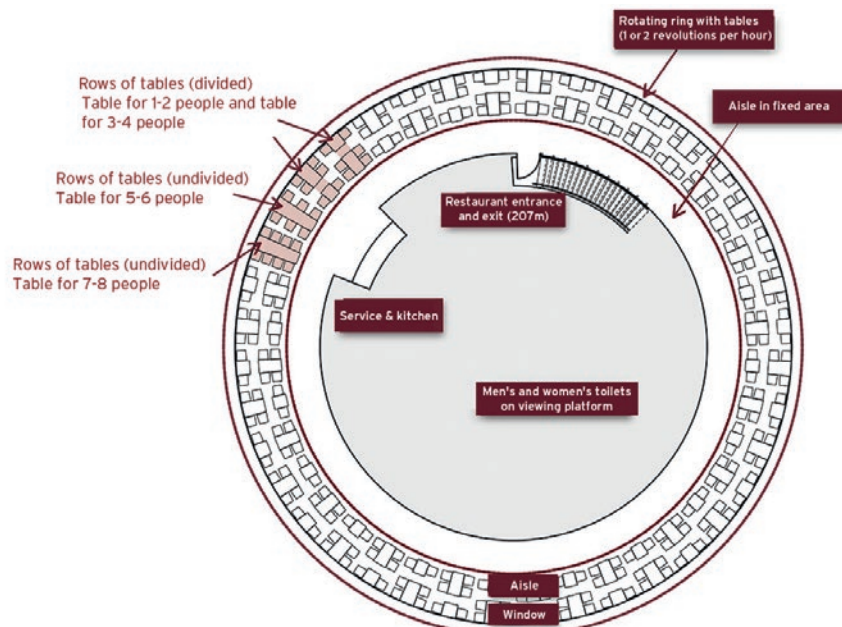 Rotating ring with tables
(1 or 2 revolutions per hour)
Rows of tables (divided)
Table for 1-2 people and table
for 3-4 people
Aisle in fixed area
Rows of tables (undivided)
Table for 5-6 people
Restaurant entrance
and exit (207m)
Rows of tables (undivided)
Table for 7-8 people
Service & kitchen
Men's and women's toilets
on viewing platform
Aisle
Window